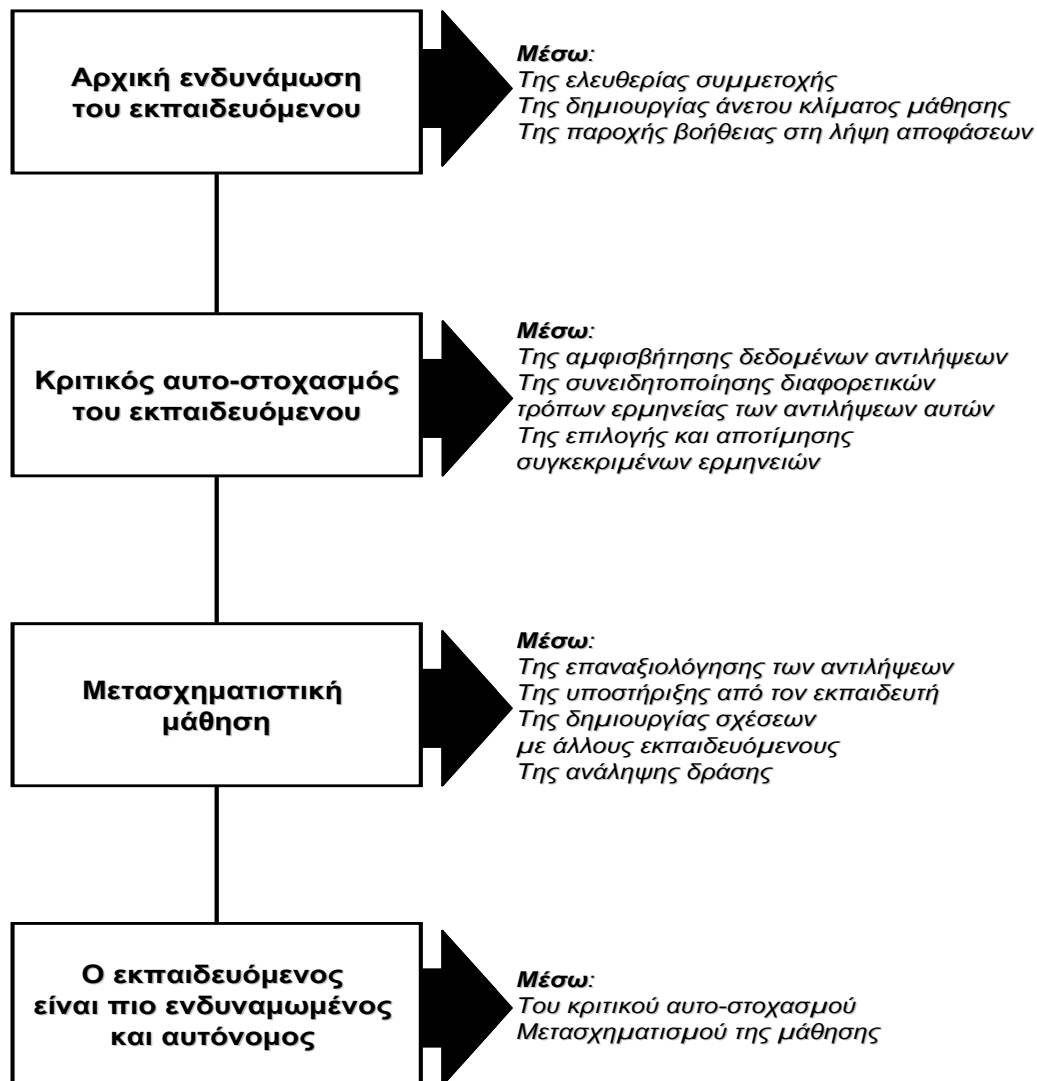 Αρχική ενδυνάμωση
του εκπαιδευόμενου
Μέσω:
Της ελευθερίας συμμετοχής
Της δημιουργίας άνετου κλίματος μάθησης
Της παροχής βοήθειας στη λήψη αποφάσεων
Κριτικός αυτο-στοχασμός
του εκπαιδευόμενου
Μέσω:
Της αμφισβήτησης δεδομένων αντιλήψεων
Της συνειδητοποίησης διαφορετικών
τρόπων ερμηνείας των αντιλήψεων αυτών
Της επιλογής και αποτίμησης
συγκεκριμένων ερμηνειών
Μετασχηματιστική
μάθηση
Μέσω:
Της επαναξιολόγησης των αντιλήψεων
Της υποστήριξης από τον εκπαιδευτή
Της δημιουργίας σχέσεων
με άλλους εκπαιδευόμενους
Της ανάληψης δράσης
Ο εκπαιδευόμενος
είναι πιο ενδυναμωμένος
και αυτόνομος
Μέσω:
Του κριτικού αυτο-στοχασμού
Μετασχηματισμού της μάθησης